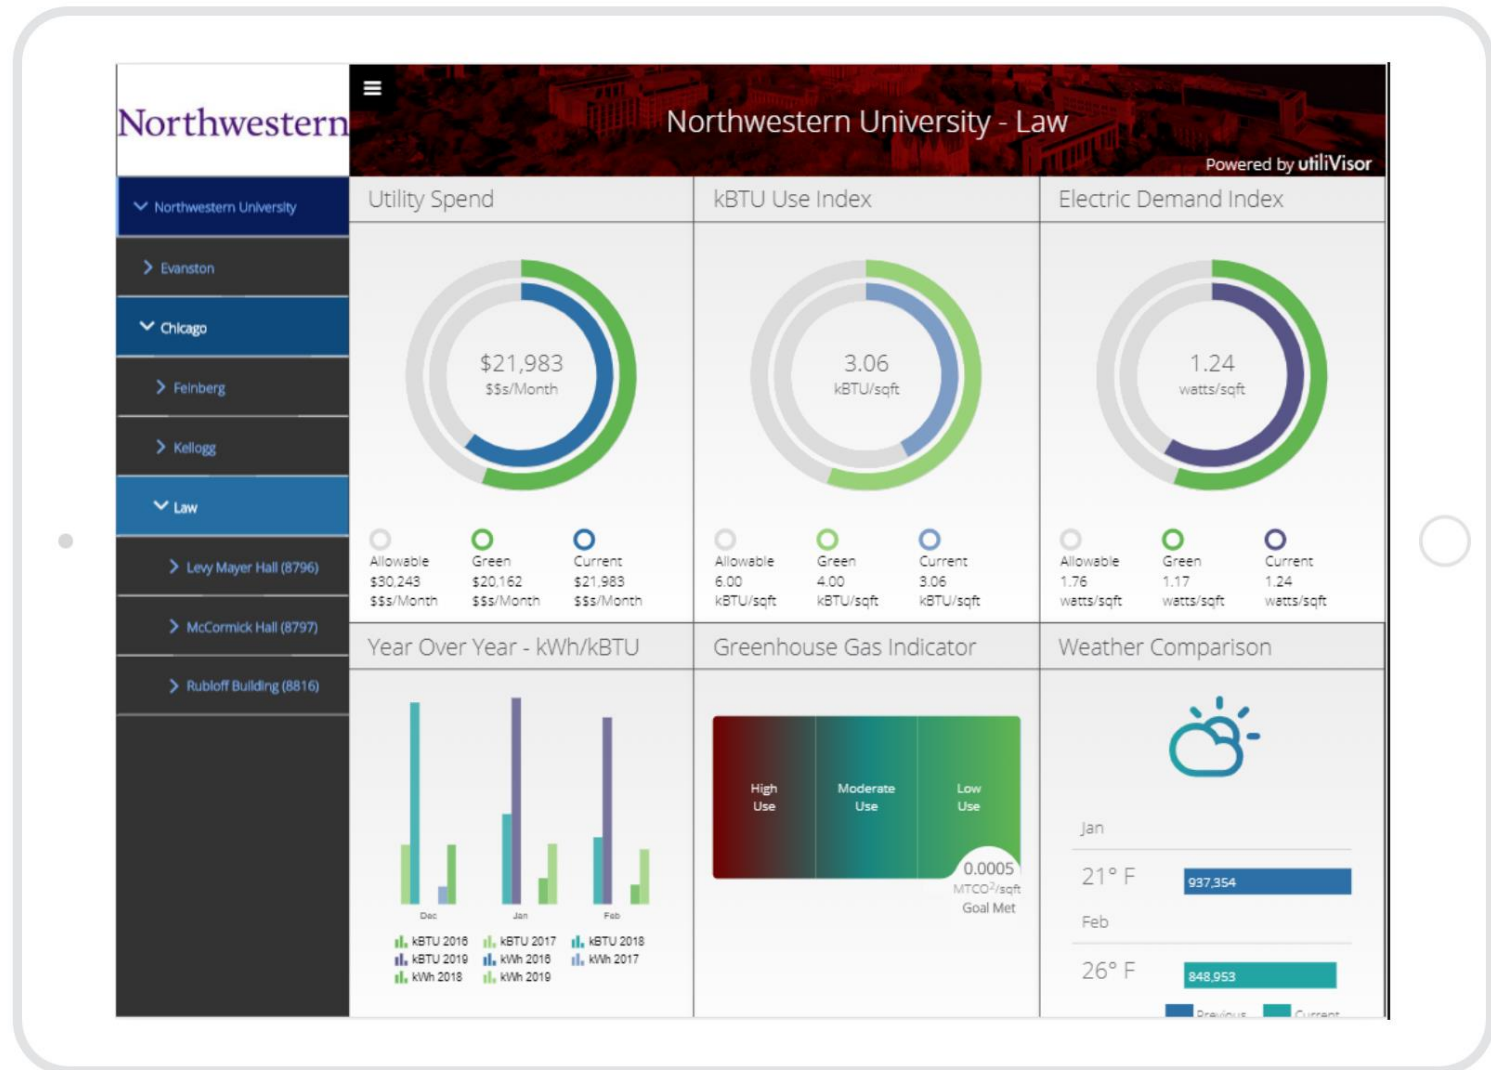 Northwestern
Northwestern University - Law
Powered by utiliVisor
Northwestern University
Evanston
Chicago
Feinberg
Kellogg
Law
Levy Mayer Hall (8796)
McCormick Hall (8797)
Rubloff Building (8816)
Utility Spend
$21,983
$$s/Month
Allowable
$30,243
$$s/Month
Green
$20,162
$$s/Month
Current
$21,983
$$s/Month
kBTU Use Index
3.06
kBTU/sqft
Allowable
6.00
kBTU/sqft
Green
4.00
kBTU/sqft
Current
3.06
kBTU/sqft
Electric Demand Index
1.24
watts/sqft
Allowable
1.76
watts/sqft
Green
1.17
watts/sqft
Current
1.24
watts/sqft
Year Over Year - kWh/kBTU
Dec
Jan
Feb
kBTU 2016
kBTU 2017
kBTU 2018
kBTU 2019
kWh 2016
kWh 2017
kWh 2018
kWh 2019
Greenhouse Gas Indicator
High
Use
Moderate
Use
Low
Use
0.0005
MTCO²/sqft
Goal Met
Weather Comparison
Jan
21° F
937,354
Feb
26° F
848,953
Previous
Current